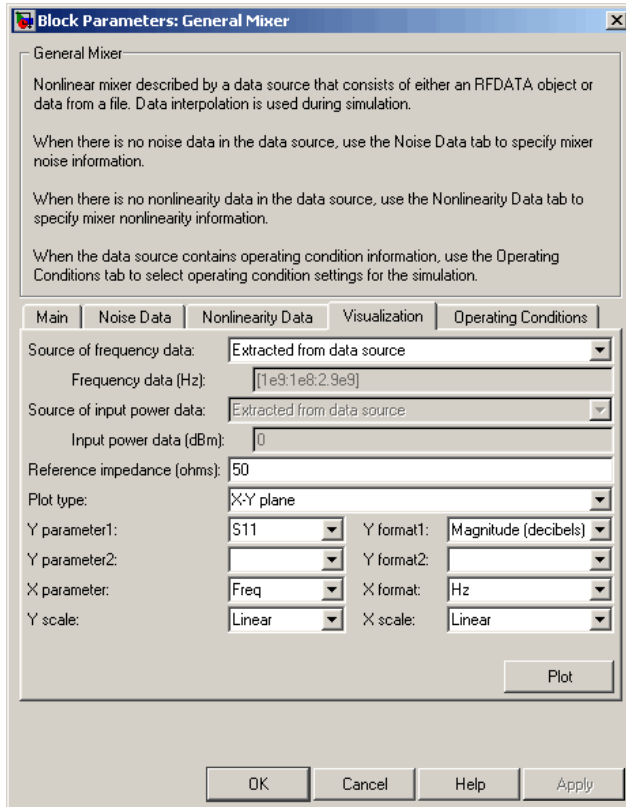 Block Parameters: General Mixer
General Mixer
Nonlinear mixer described by a data source that consists of either an RFDATA object or
data from a file. Data interpolation is used during simulation.
When there is no noise data in the data source, use the Noise Data tab to specify mixer
noise information.
When there is no nonlinearity data in the data source, use the Nonlinearity Data tab to
specify mixer nonlinearity information.
When the data source contains operating condition information, use the Operating
Conditions tab to select operating condition settings for the simulation.
Main Noise Data Nonlinearity Data Visualization Operating Conditions
Source of frequency data: Extracted from data source
Frequency data (Hz): [1e9:1e8:2.9e9]
Source of input power data: Extracted from data source
Input power data (dBm): 0
Reference impedance (ohms): 50
Plot type: X-Y plane
Y parameter1: S11 Y format1: Magnitude (decibels)
Y parameter2: Y format2:
X parameter: Freq X format: Hz
Y scale: Linear X scale: Linear
Plot
OK Cancel Help Apply